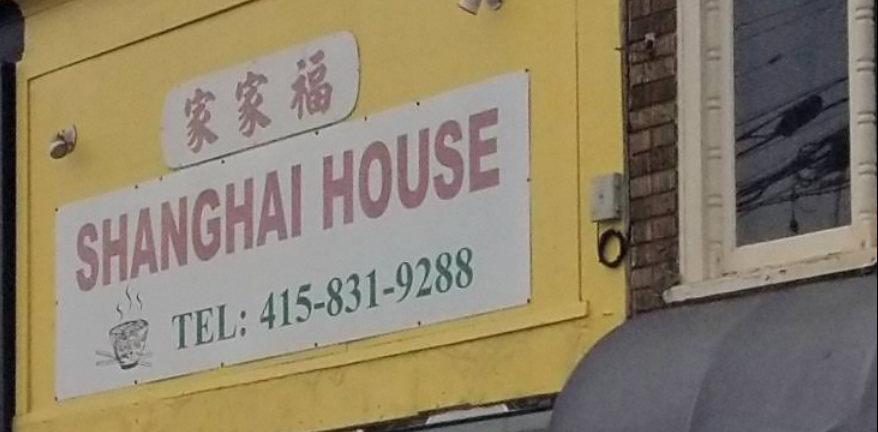 家家福
SHANGHAI HOUSE
TEL: 415-831-9288